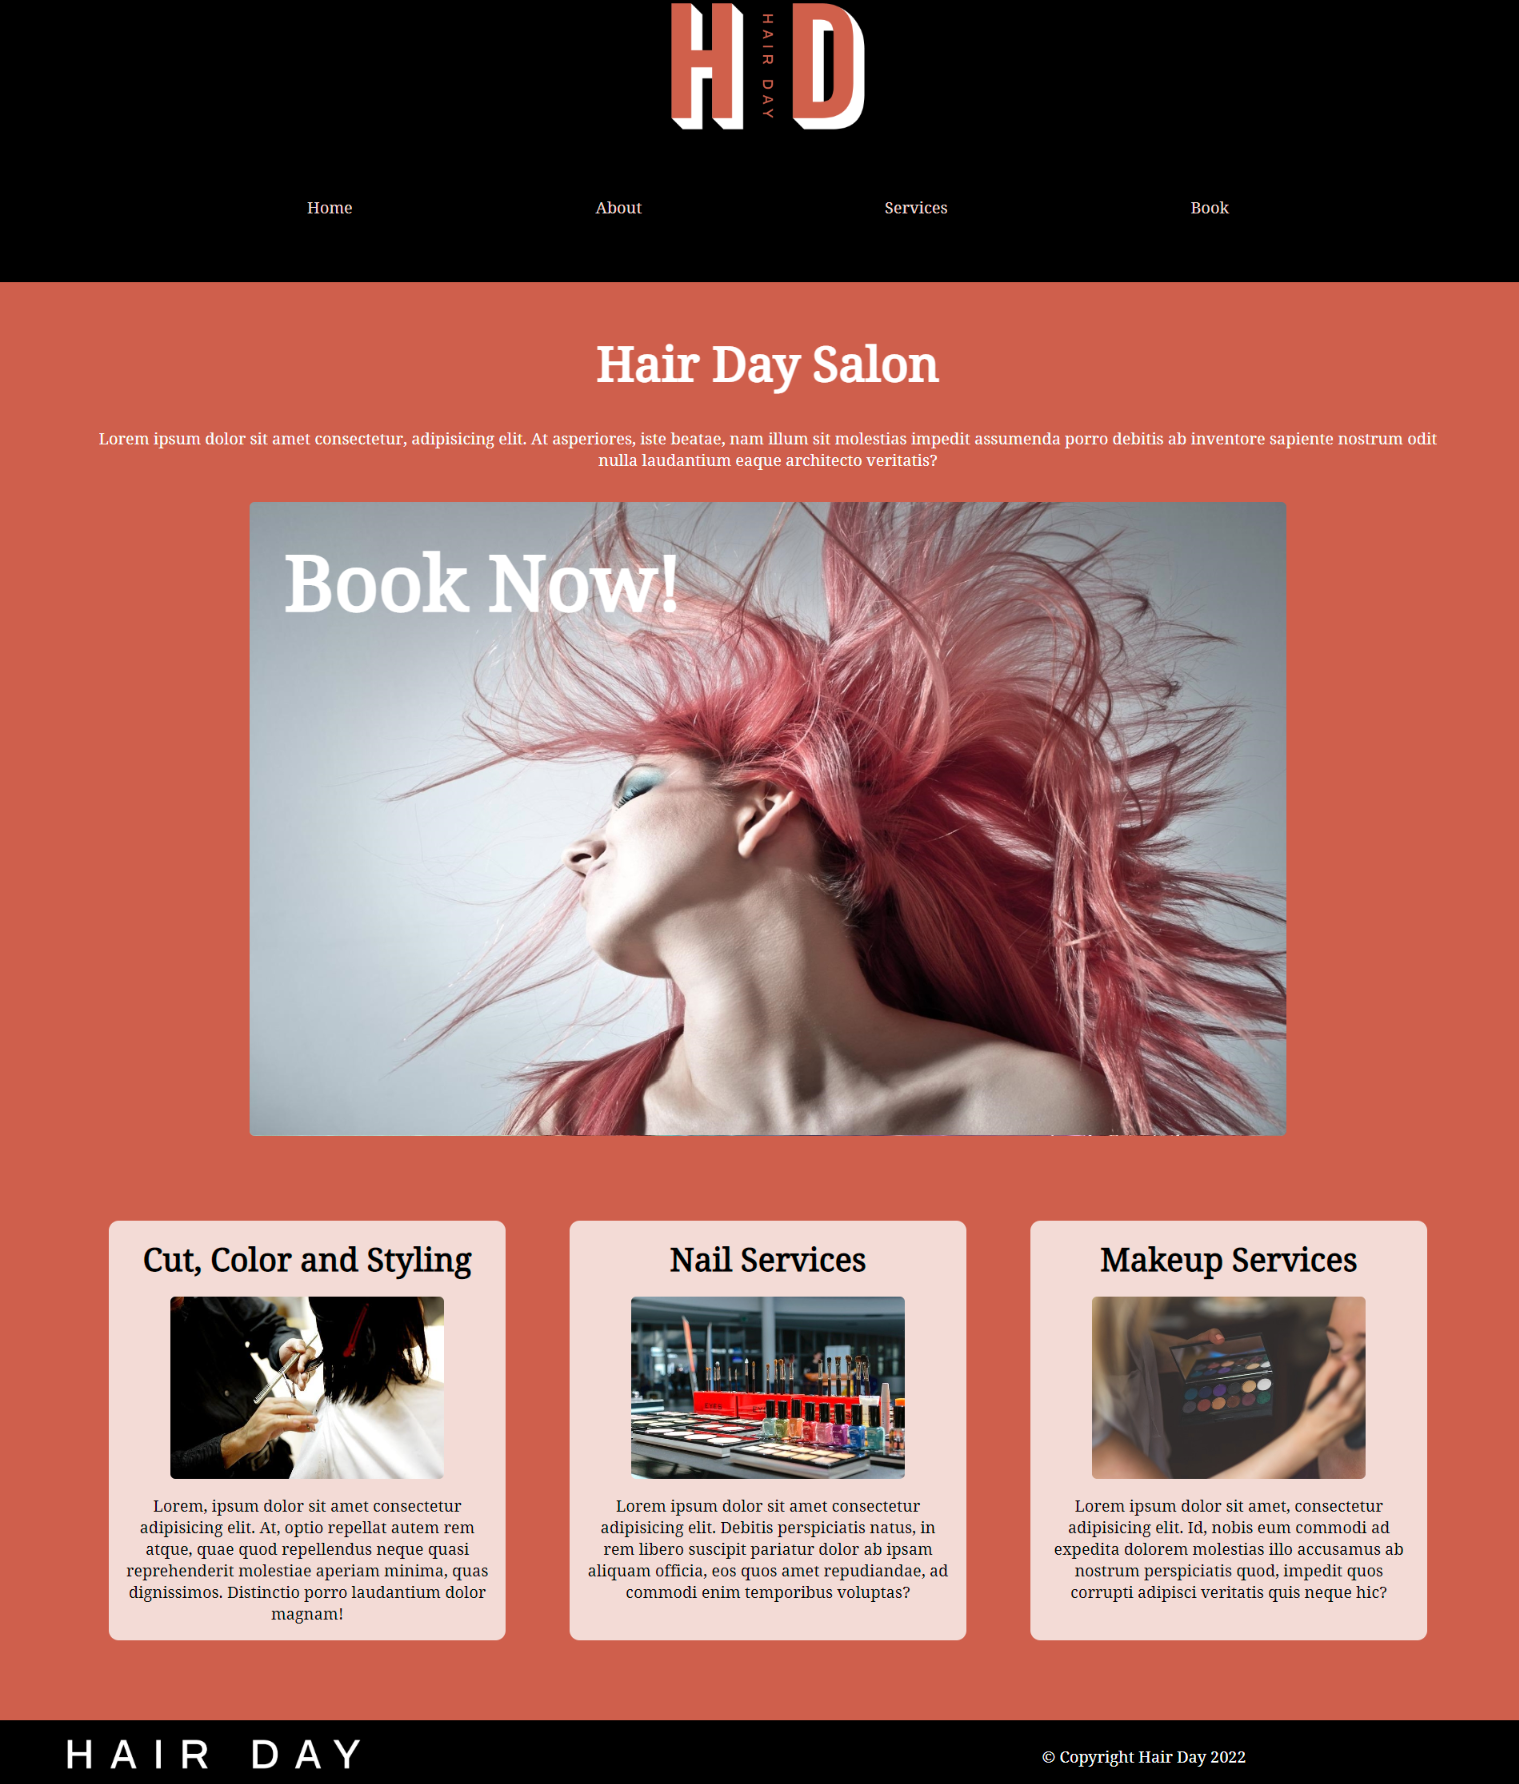 H HAIR DAY D
Home About Services Book
Hair Day Salon
Lorem ipsum dolor sit amet consectetur, adipisicing elit. At asperiores, iste beatae, nam illum sit molestias impedit assumenda porro debitis ab inventore sapiente nostrum odit
nulla laudantium eaque architecto veritatis?
Book Now!
Cut, Color and Styling
Lorem, ipsum dolor sit amet consectetur
adipisicing elit. At, optio repellat autem rem
atque, quae quod repellendus neque quasi
reprehenderit molestiae aperiam minima, quas
dignissimos. Distinctio porro laudantium dolor
magnam!
Nail Services
Lorem ipsum dolor sit amet consectetur
adipisicing elit. Debitis perspiciatis natus, in
rem libero suscipit pariatur dolor ab ipsam
aliquam officia, eos quos amet repudiandae, ad
commodi enim temporibus voluptas?
Makeup Services
Lorem ipsum dolor sit amet, consectetur
adipisicing elit. Id, nobis eum commodi ad
expedita dolorem molestias illo accusamus ab
nostrum perspiciatis quod, impedit quos
corrupti adipisci veritatis quis neque hic?
HAIR DAY
© Copyright Hair Day 2022